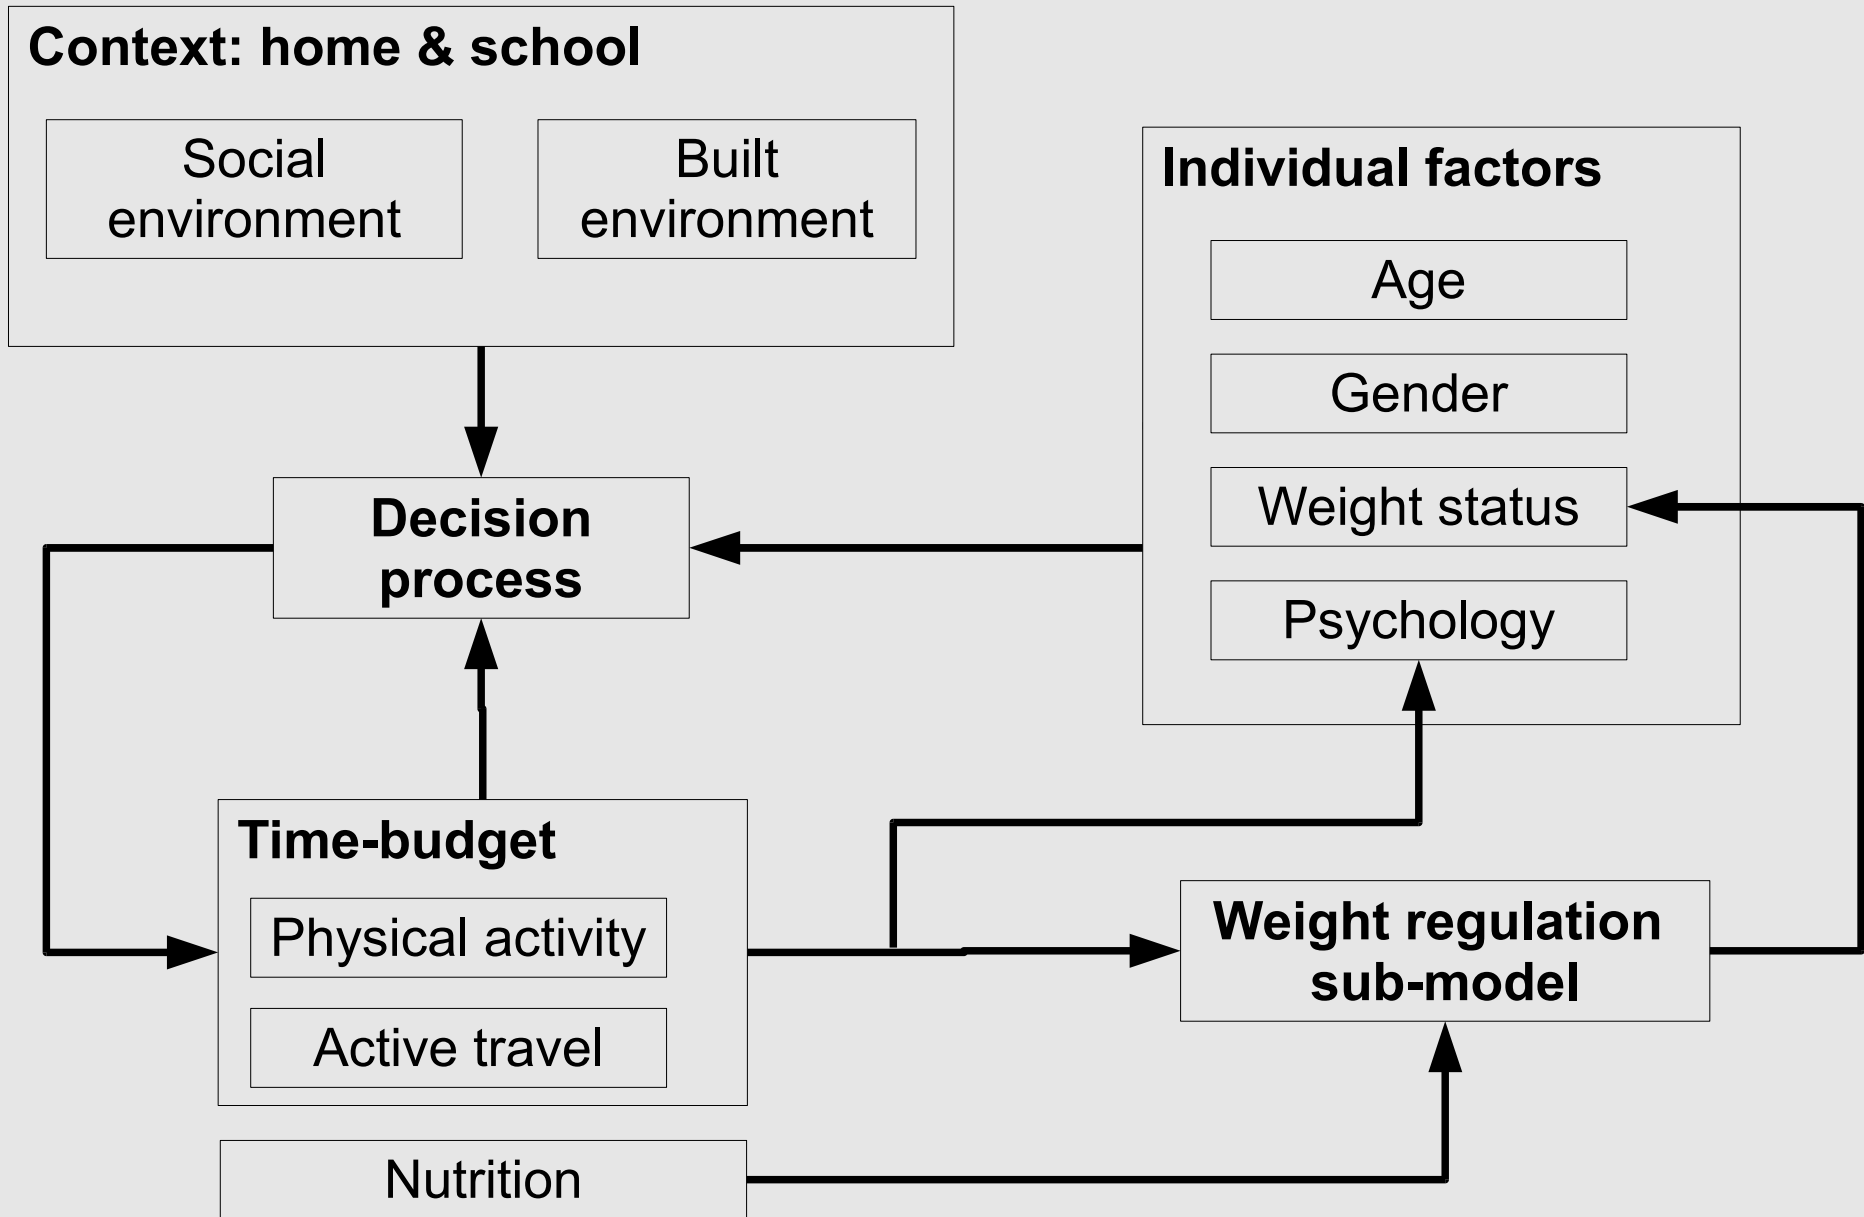 Context: home & school
Social
environment
Built
environment
Individual factors
Age
Gender
Weight status
Psychology
Decision
process
Time-budget
Physical activity
Active travel
Weight regulation
sub-model
Nutrition